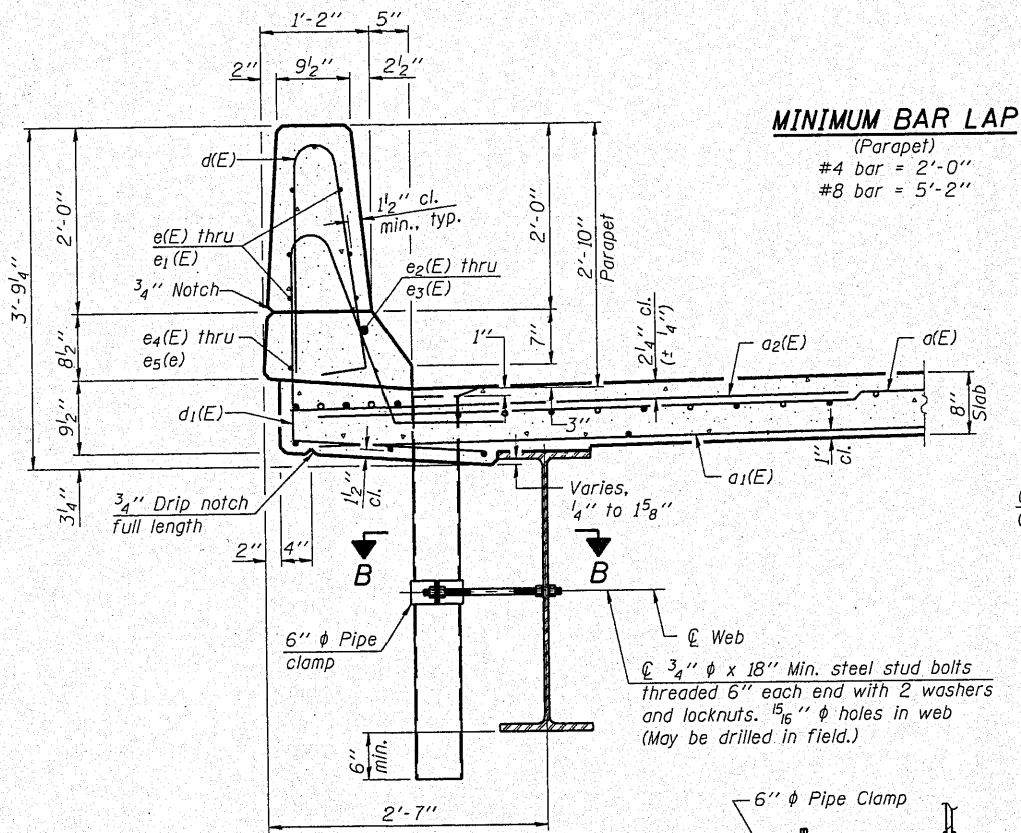 1'-2" 5"
2" 9½" 2½"
MINIMUM BAR LAP
(Parapet)
#4 bar = 2'-0"
#8 bar = 5'-2"
d(E)
1½" cl.
min., typ.
e(E) thru
e1(E)
¾" Notch
e2(E) thru
e3(E)
e4(E) thru
e5(e)
d1(E)
3'-9¼"
2'-0"
8½"
9½"
3¼"
2'-0"
7"
2'-10"
Parapet
2¼" cl.
(± ¼")
1"
3"
a2(E)
a(E)
8"
Slab
1"
cl.
a1(E)
1½"
cl.
¾" Drip notch
full length
Varies,
¼" to 1⅝"
2" 4"
B B
6" ϕ Pipe
clamp
℄ Web
℄ ¾" ϕ x 18" Min. steel stud bolts
threaded 6" each end with 2 washers
and locknuts. 15/16" ϕ holes in web
(May be drilled in field.)
6"
min.
2'-7"
6" ϕ Pipe Clamp